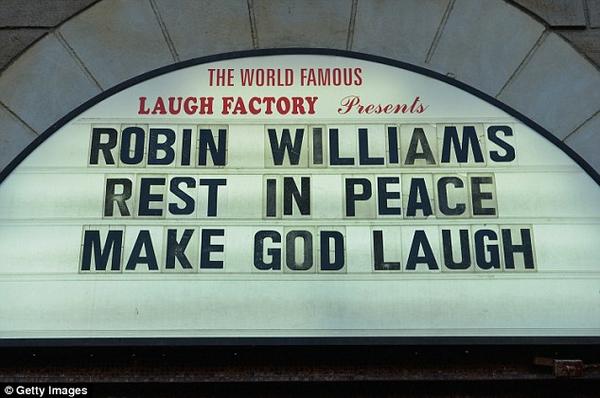 THE WORLD FAMOUS
LAUGH FACTORY Presents
ROBIN WILLIAMS
REST IN PEACE
MAKE GOD LAUGH
© Getty Images